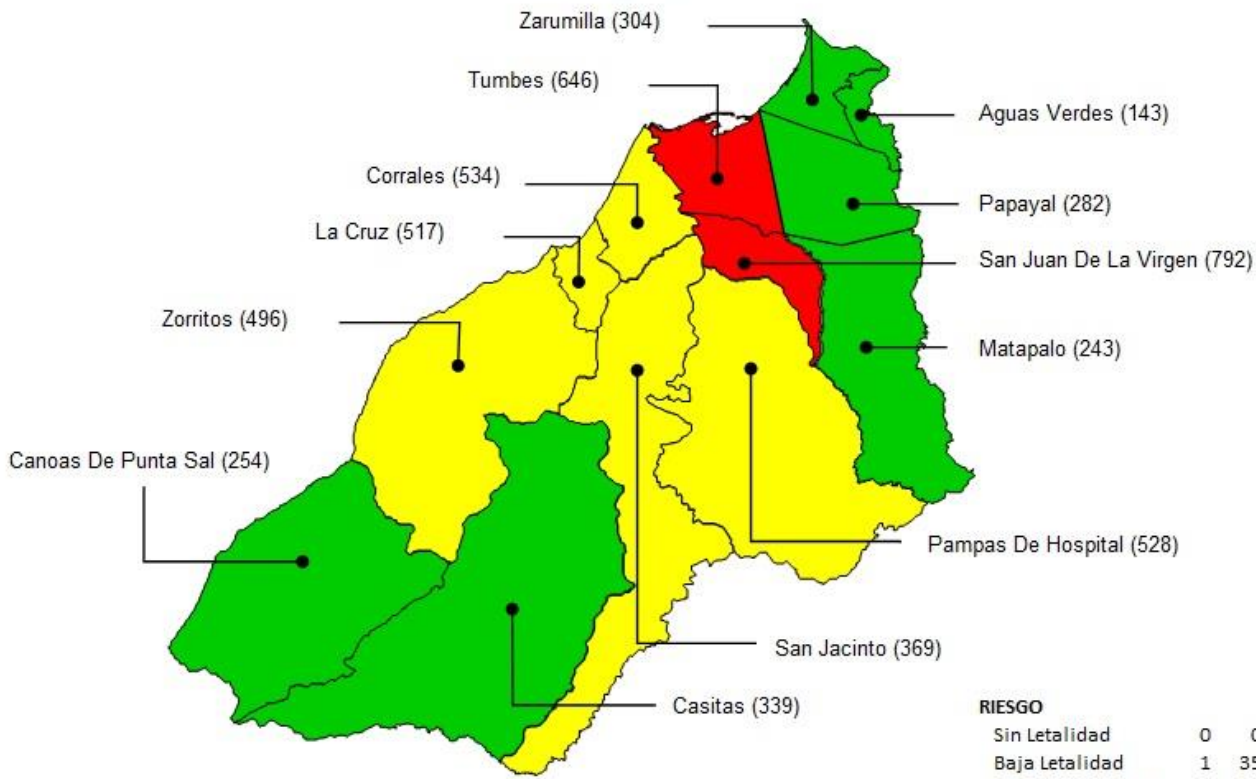 Zarumilla (304)
Tumbes (646)
Aguas Verdes (143)
Corrales (534)
Papayal (282)
La Cruz (517)
San Juan De La Virgen (792)
Zorritos (496)
Matapalo (243)
Canoas De Punta Sal (254)
Pampas De Hospital (528)
San Jacinto (369)
Casitas (339)
RIESGO
Sin Letalidad 0
Baja Letalidad 1